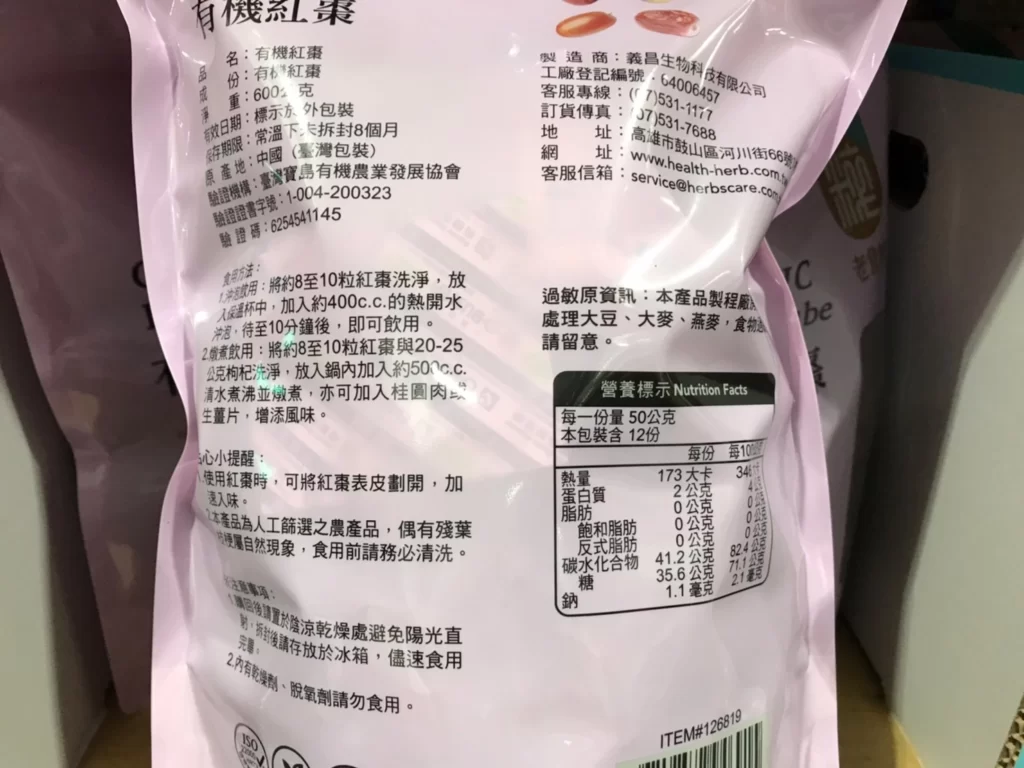 有機紅棗
品 名：有機紅棗
成 份：有機紅棗
淨 重：600公克
有效日期：標示於外包裝
保存期限：常溫下未拆封8個月
原 產 地：中國（臺灣包裝）
驗證機構：臺灣寶島有機農業發展協會
驗證證書字號：1-004-200323
驗 證 碼：6254541145
食用方法：
1.沖泡飲用：將約8至10粒紅棗洗淨，放
入保溫杯中，加入約400c.c.的熱開水
沖泡，待至10分鐘後，即可飲用。
2.燉煮飲用：將約8至10粒紅棗與20-25
公克枸杞洗淨，放入鍋內加入約500c.c.
清水煮沸並燉煮，亦可加入桂圓肉或
生薑片，增添風味。
心小提醒：
使用紅棗時，可將紅棗表皮劃開，加
速入味。
2.本產品為人工篩選之農產品，偶有殘葉
梗屬自然現象，食用前請務必清洗。
注意事項：
1.購回後請置於陰涼乾燥處避免陽光直
射，拆封後請存放於冰箱，儘速食用
完畢。
2.內有乾燥劑、脫氧劑請勿食用。
ISO
製 造 商：義昌生物科技有限公司
工廠登記編號：64006457
客服專線：(07)531-1177
訂貨傳真：(07)531-7688
地 址：高雄市鼓山區河川街66號
網 址：www.health-herb.com.
客服信箱：service@herbscare.com
過敏原資訊：本產品製程廠
處理大豆、大麥、燕麥，食物
請留意。
營養標示 Nutrition Facts
每一份量 50公克
本包裝含 12份
每份 每100
熱量 173 大卡 346
蛋白質 2 公克 4
脂肪 0 公克 0
飽和脂肪 0 公克 0 公克
反式脂肪 0 公克 0 公克
碳水化合物 41.2 公克 82.4 公克
糖 35.6 公克 71.1 公克
鈉 1.1 毫克 2.1 毫克
ITEM#126819